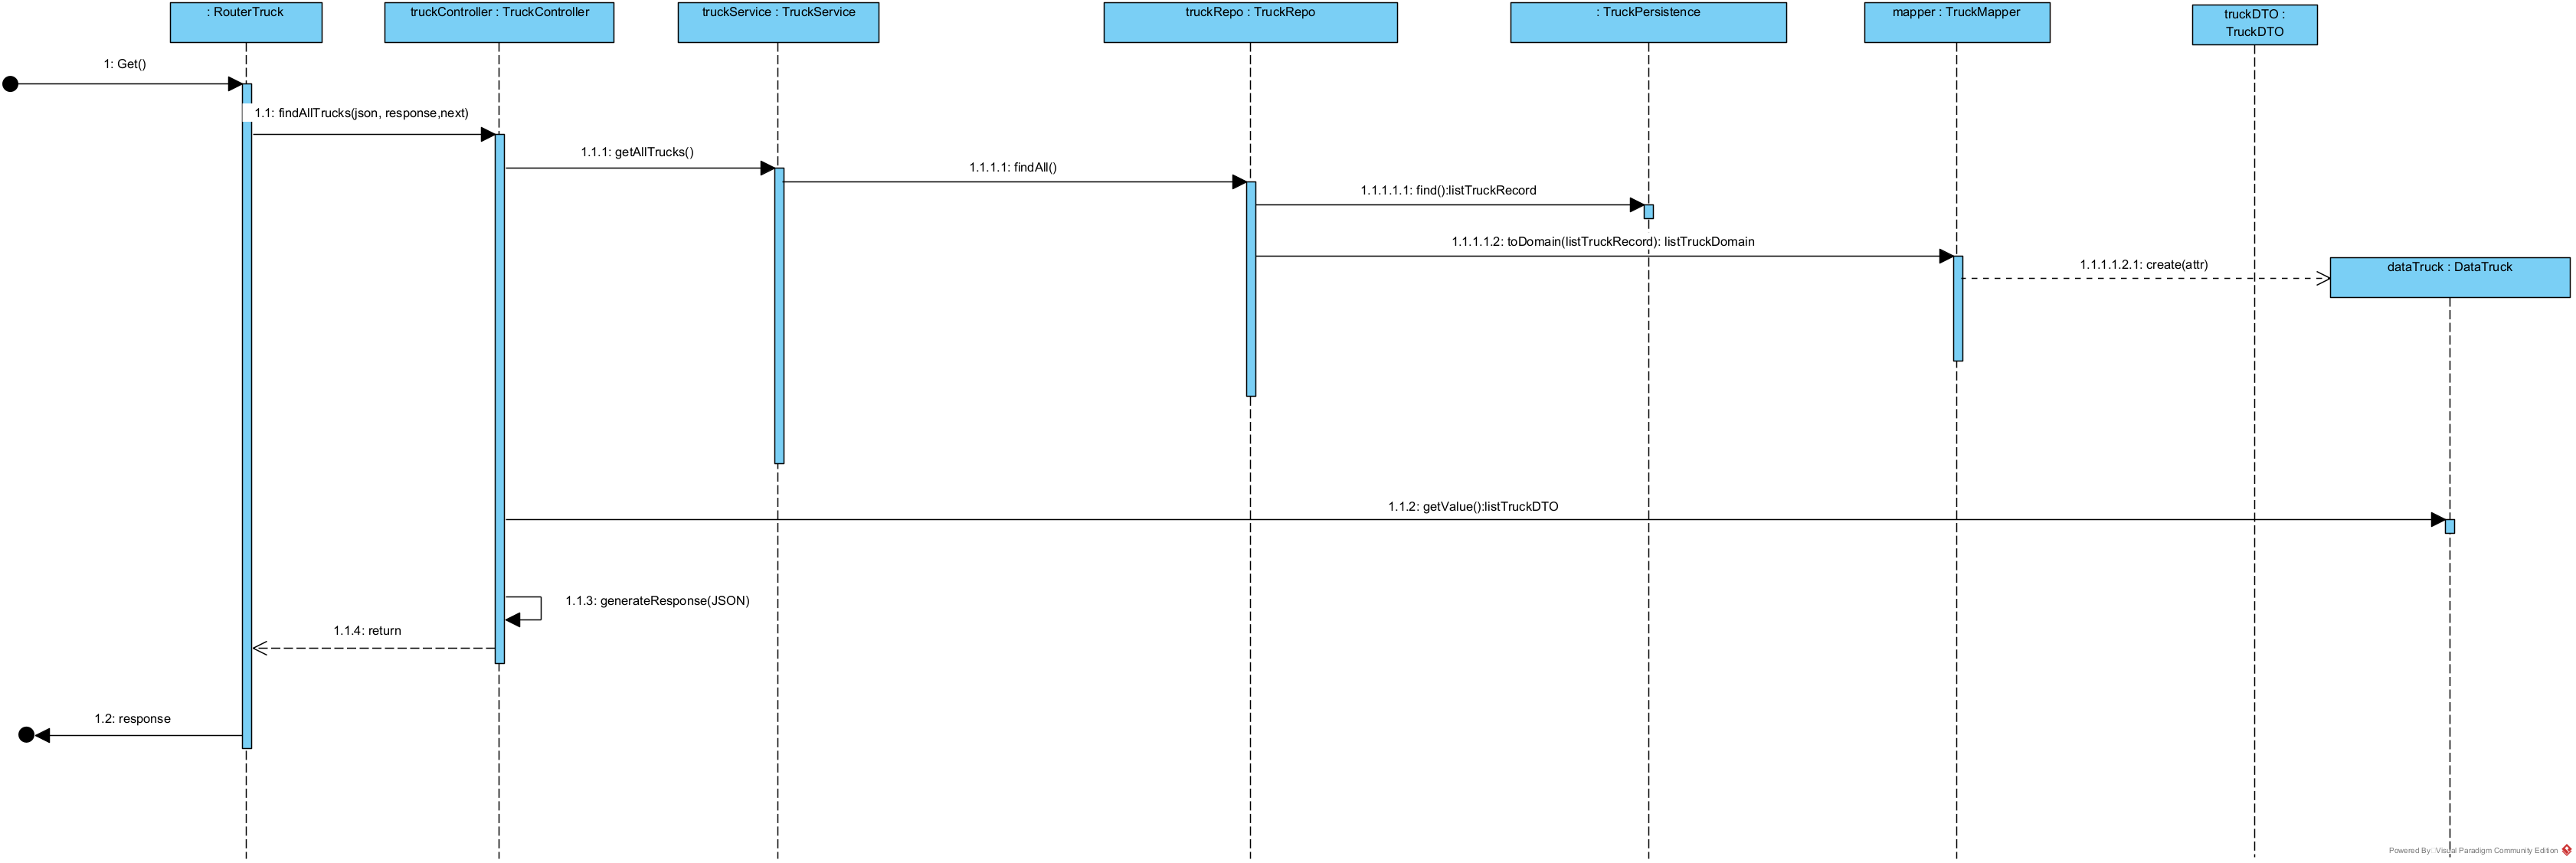 : RouterTruck
truckController : TruckController
truckService : TruckService
truckRepo : TruckRepo
: TruckPersistence
mapper : TruckMapper
truckDTO :
TruckDTO
1: Get()
1.1: findAllTrucks(json, response,next)
1.1.1: getAllTrucks()
1.1.1.1: findAll()
1.1.1.1.1: find():listTruckRecord
1.1.1.1.2: toDomain(listTruckRecord): listTruckDomain
1.1.1.1.2.1: create(attr)
dataTruck : DataTruck
1.1.2: getValue():listTruckDTO
1.1.3: generateResponse(JSON)
1.1.4: return
1.2: response
Powered By: Visual Paradigm Community Edition